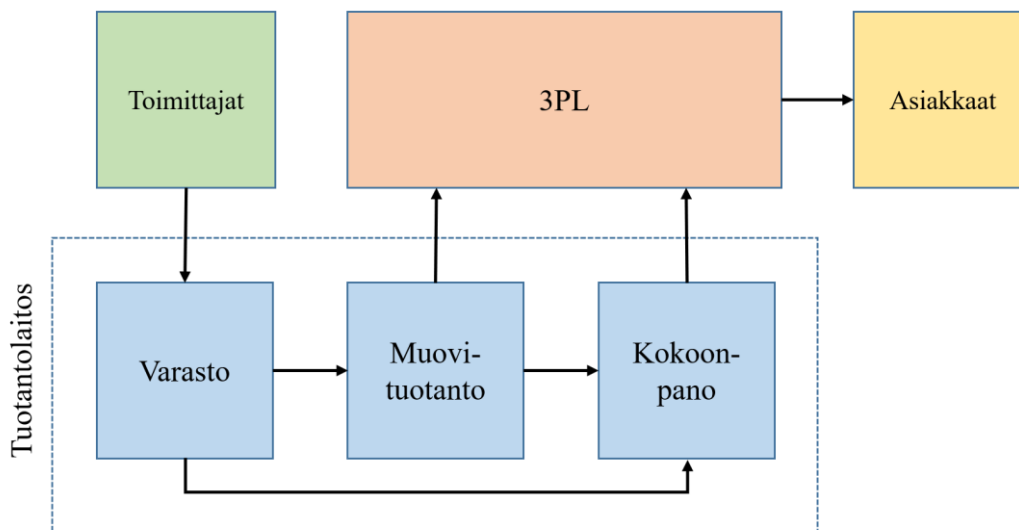 Toimittajat
3PL
Asiakkaat
Tuotantolaitos
Varasto
Muovi-
tuotanto
Kokoon-
pano